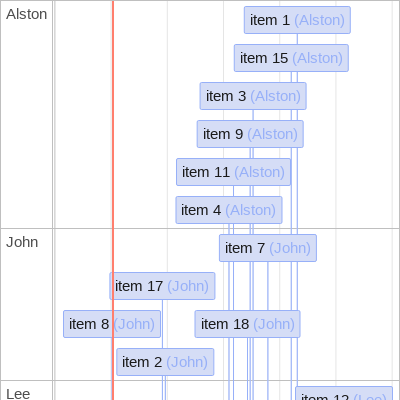 Alston
item 1 (Alston)
item 15 (Alston)
item 3 (Alston)
item 9 (Alston)
item 11 (Alston)
item 4 (Alston)
John
item 7 (John)
item 17 (John)
item 8 (John)
item 18 (John)
item 2 (John)
Lee
item 12 (Lee)